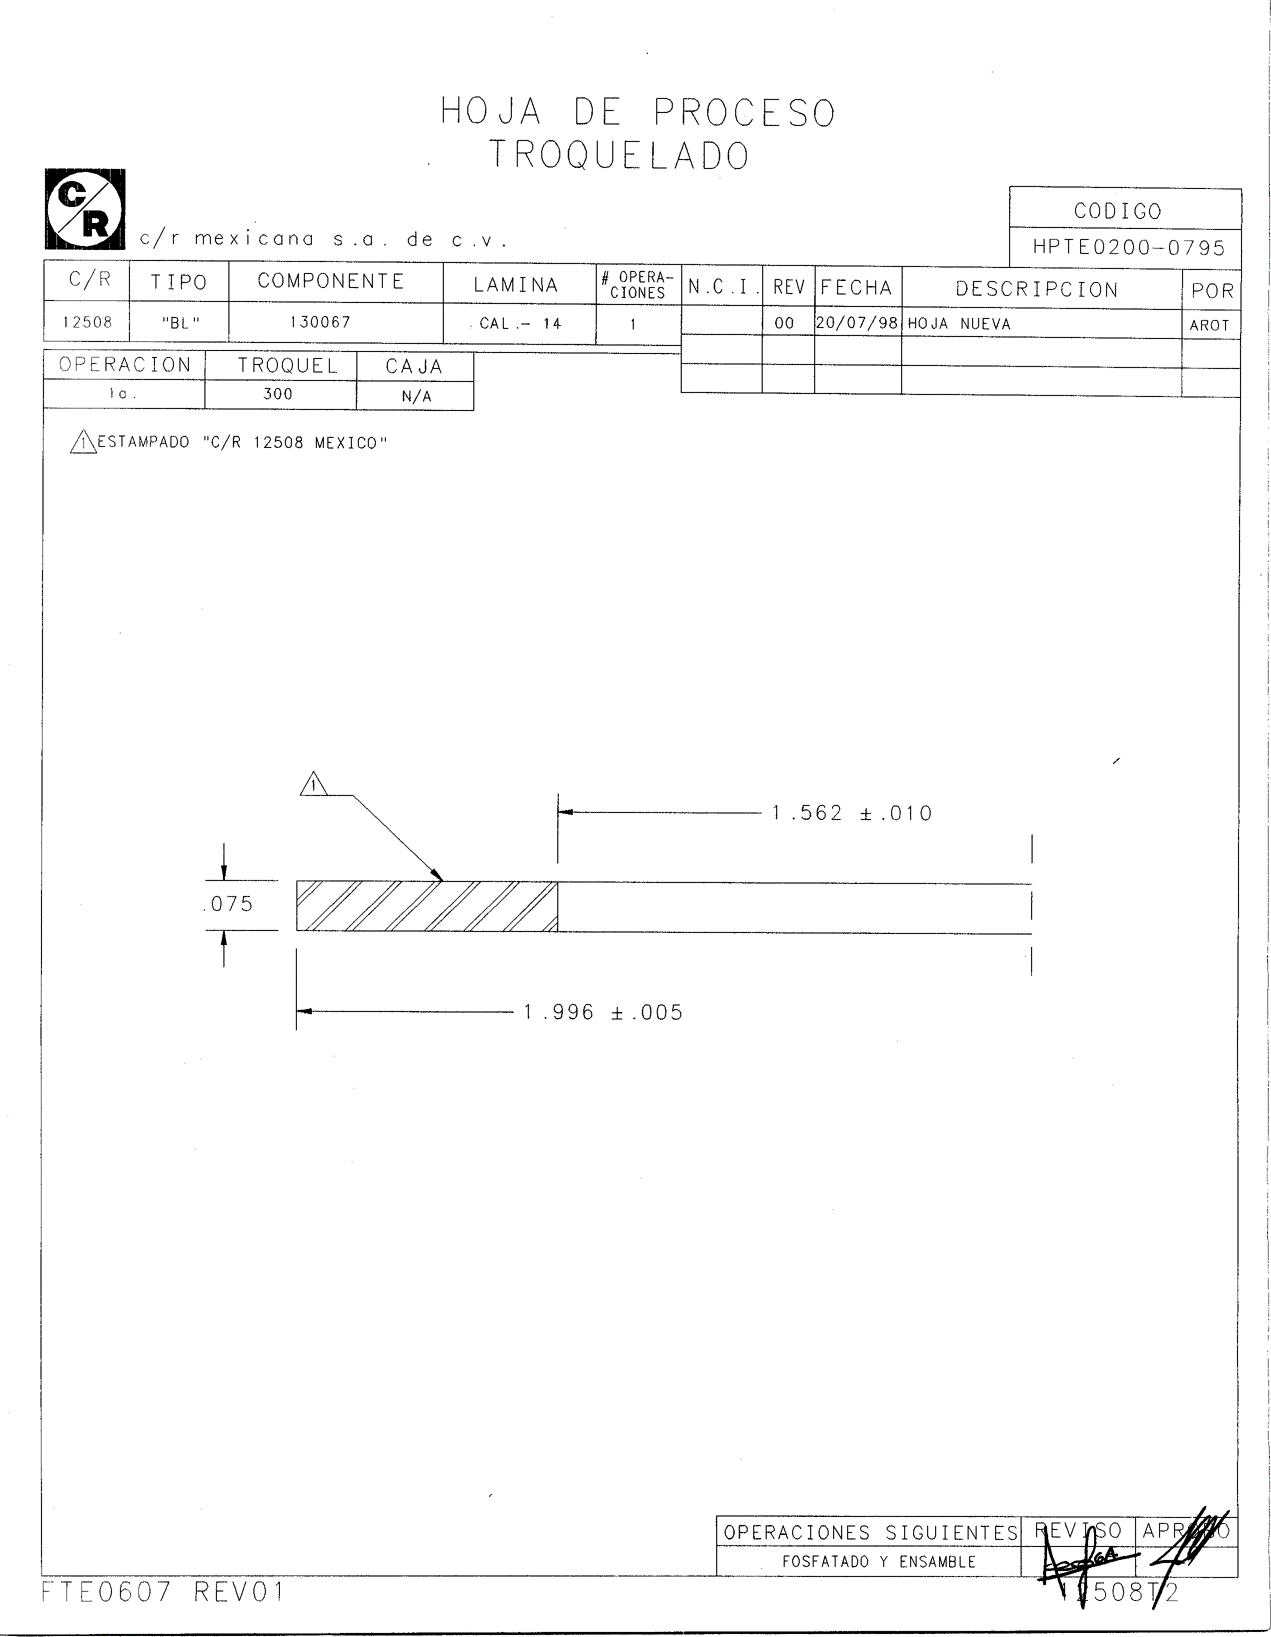 HOJA DE PROCESO
TROQUELADO
C/R
c/r mexicana s.a. de c.v.
CODIGO
HPTE0200-0795
C/R TIPO COMPONENTE LAMINA # OPERA-CIONES N.C.I. REV FECHA DESCRIPCION POR
12508 "BL" 130067 CAL.- 14 1 00 20/07/98 HOJA NUEVA AROT
OPERACION TROQUEL CAJA
1a. 300 N/A
1 ESTAMPADO "C/R 12508 MEXICO"
1
1.562 ±.010
.075
1.996 ±.005
OPERACIONES SIGUIENTES REVISO APROBO
FOSFATADO Y ENSAMBLE
FTE0607 REV01
12508T2